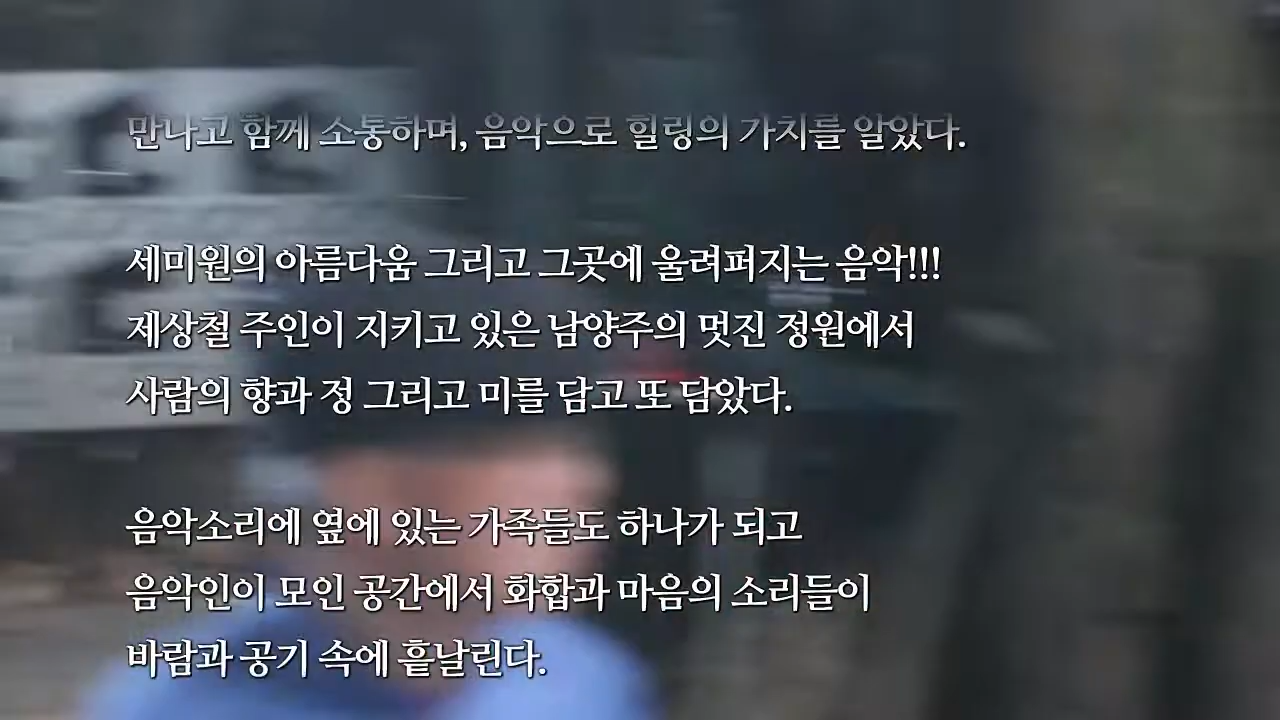 만나고 함께 소통하며, 음악으로 힐링의 가치를 알았다.
세미원의 아름다움 그리고 그곳에 울려퍼지는 음악!!!
제상철 주인이 지키고 있은 남양주의 멋진 정원에서
사람의 향과 정 그리고 미를 담고 또 담았다.
음악소리에 옆에 있는 가족들도 하나가 되고
음악인이 모인 공간에서 화합과 마음의 소리들이
바람과 공기 속에 흩날린다.